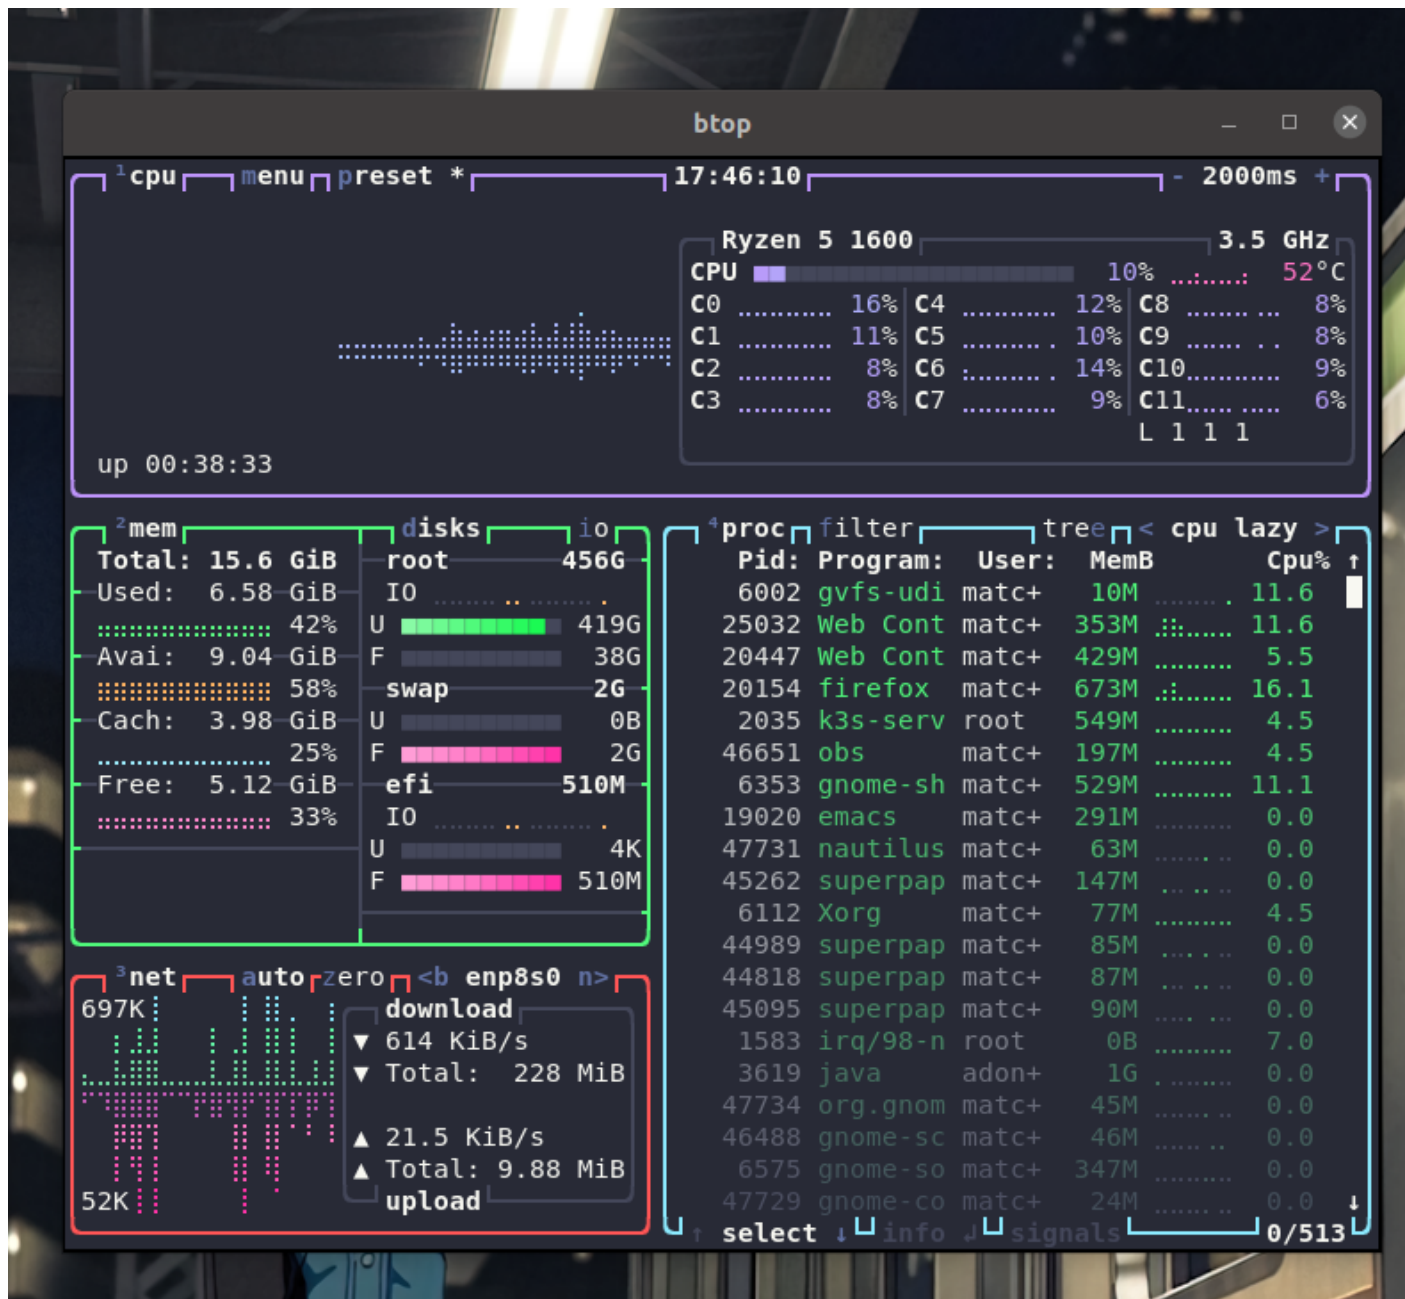 btop
¹cpu menu preset * 17:46:10 - 2000ms +
Ryzen 5 1600 3.5 GHz
CPU 10% 52°C
C0 16% C4 12% C8 8%
C1 11% C5 10% C9 8%
C2 8% C6 14% C10 9%
C3 8% C7 9% C11 6%
L 1 1 1
up 00:38:33
²mem disks io
Total: 15.6 GiB
Used: 6.58 GiB
42%
Avai: 9.04 GiB
58%
Cach: 3.98 GiB
25%
Free: 5.12 GiB
33%
root 456G
IO
U 419G
F 38G
swap 2G
U 0B
F 2G
efi 510M
IO
U 4K
F 510M
³net auto zero <b enp8s0 n>
697K
52K
download
▼ 614 KiB/s
▼ Total: 228 MiB
▲ 21.5 KiB/s
▲ Total: 9.88 MiB
upload
⁴proc filter tree < cpu lazy >
Pid: Program: User: MemB Cpu% ↑
6002 gvfs-udi matc+ 10M 11.6
25032 Web Cont matc+ 353M 11.6
20447 Web Cont matc+ 429M 5.5
20154 firefox matc+ 673M 16.1
2035 k3s-serv root 549M 4.5
46651 obs matc+ 197M 4.5
6353 gnome-sh matc+ 529M 11.1
19020 emacs matc+ 291M 0.0
47731 nautilus matc+ 63M 0.0
45262 superpap matc+ 147M 0.0
6112 Xorg matc+ 77M 4.5
44989 superpap matc+ 85M 0.0
44818 superpap matc+ 87M 0.0
45095 superpap matc+ 90M 0.0
1583 irq/98-n root 0B 7.0
3619 java adon+ 1G 0.0
47734 org.gnom matc+ 45M 0.0
46488 gnome-sc matc+ 46M 0.0
6575 gnome-so matc+ 347M 0.0
47729 gnome-co matc+ 24M 0.0 ↓
↑ select ↓ info ↲ signals 0/513